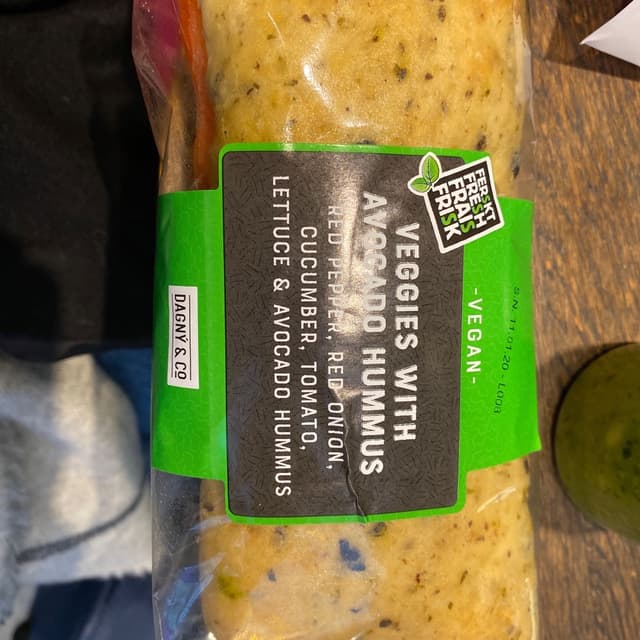 FERSKT
FRESH
FRAIS
FRISK
-VEGAN-
S.N. 11.01.20 - L008
VEGGIES WITH
AVOCADO HUMMUS
RED PEPPER, RED ONION,
CUCUMBER, TOMATO,
LETTUCE & AVOCADO HUMMUS
DAGNÝ & CO